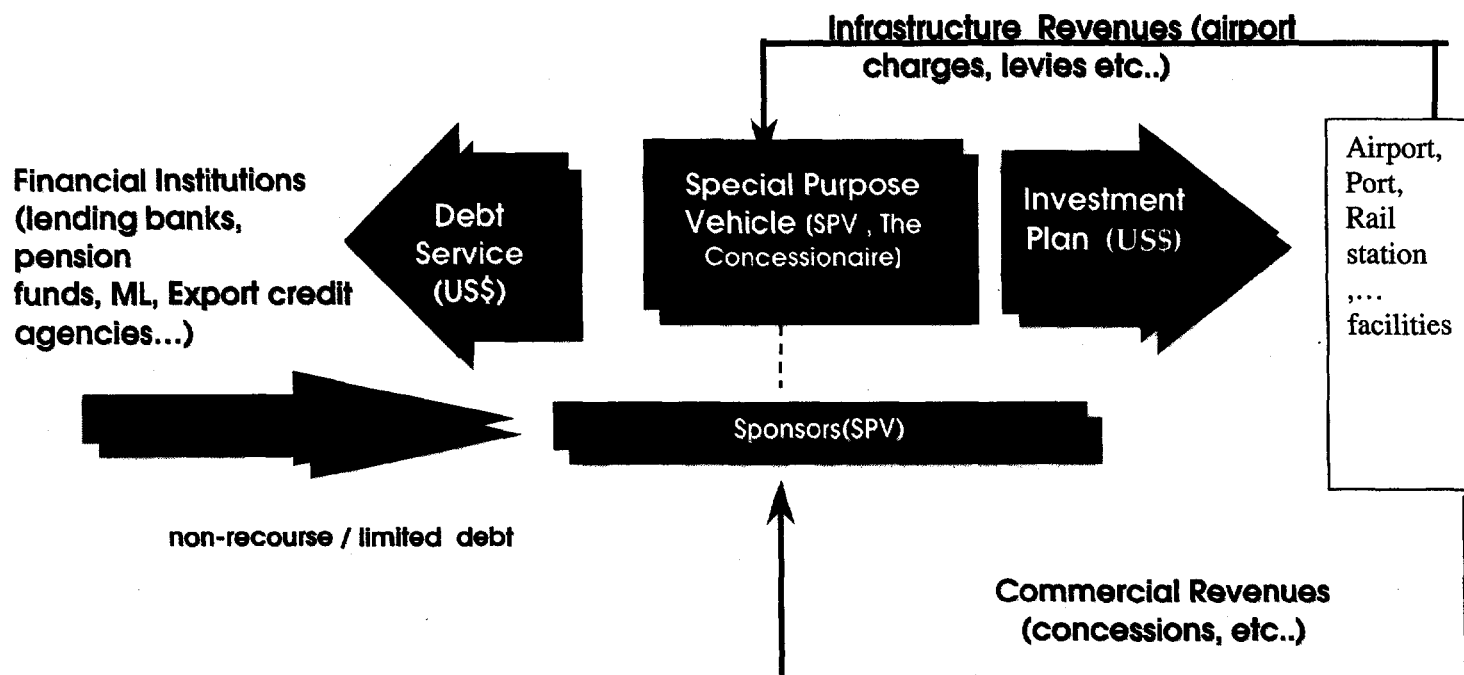 Infrastructure Revenues (airport
charges, levies etc..)
Financial Institutions
(lending banks,
pension
funds, ML, Export credit
agencies...)
Debt
Service
(US$)
Special Purpose
Vehicle (SPV , The
Concessionaire)
Investment
Plan (US$)
Airport,
Port,
Rail
station
,...
facilities
Sponsors(SPV)
non-recourse / limited debt
Commercial Revenues
(concessions, etc..)